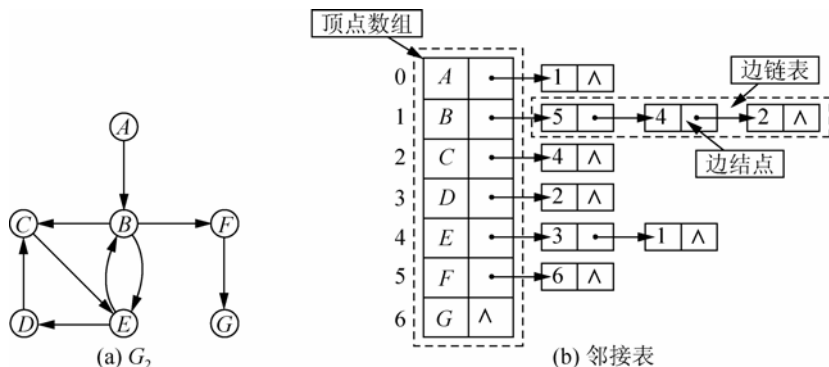 顶点数组
0 A 1 ∧
边链表
1 B 5 4 2 ∧
A
边结点
2 C 4 ∧
3 D 2 ∧
C B F
4 E 3 1 ∧
5 F 6 ∧
D E G
6 G ∧
(a) G₂
(b) 邻接表